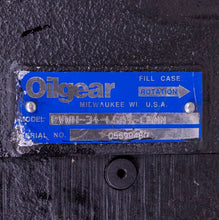 Oilgear
FILL CASE
ROTATION
MILWAUKEE WI. U.S.A.
MODEL
SERIAL NO.